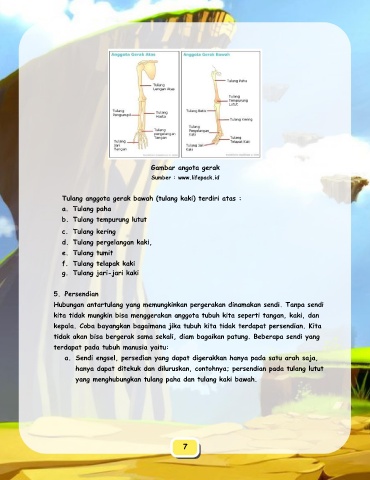 Anggota Gerak Atas
Anggota Gerak Bawah
Tulang
Lengan Atas
Tulang
Pengumpil
Tulang
Hasta
Tulang
pergelangan
Tangan
Tulang
Jari
Tangan
Tulang Paha
Tulang
Tempurung
Lutut
Tulang Betis
Tulang Kering
Tulang
Pergelangan
Kaki
Tulang
Telapak Kaki
Tulang Jari
Kaki
Gambar angota gerak
Sumber : www.lifepack.id
Tulang anggota gerak bawah (tulang kaki) terdiri atas :
a. Tulang paha
b. Tulang tempurung lutut
c. Tulang kering
d. Tulang pergelangan kaki,
e. Tulang tumit
f. Tulang telapak kaki
g. Tulang jari-jari kaki
5. Persendian
Hubungan antartulang yang memungkinkan pergerakan dinamakan sendi. Tanpa sendi
kita tidak mungkin bisa menggerakan anggota tubuh kita seperti tangan, kaki, dan
kepala. Coba bayangkan bagaimana jika tubuh kita tidak terdapat persendian. Kita
tidak akan bisa bergerak sama sekali, diam bagaikan patung. Beberapa sendi yang
terdapat pada tubuh manusia yaitu:
a. Sendi engsel, persedian yang dapat digerakkan hanya pada satu arah saja,
hanya dapat ditekuk dan diluruskan, contohnya; persendian pada tulang lutut
yang menghubungkan tulang paha dan tulang kaki bawah.
7